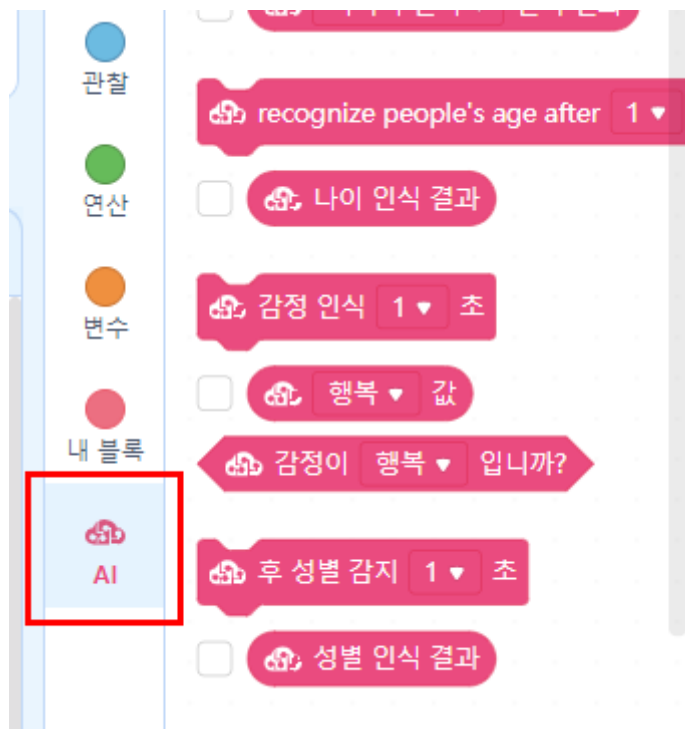 관찰
연산
변수
내 블록
AI
recognize people's age after 1
나이 인식 결과
감정 인식 1 초
행복 값
감정이 행복 입니까?
후 성별 감지 1 초
성별 인식 결과